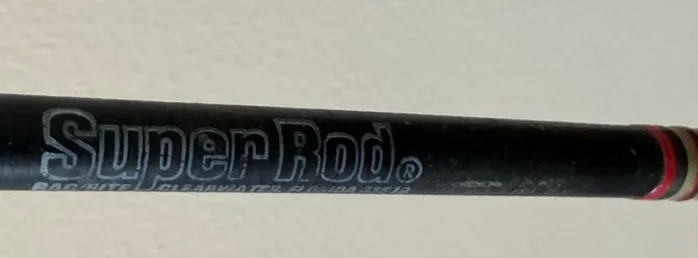 Super Rod®
CLEARWATER, FLORIDA